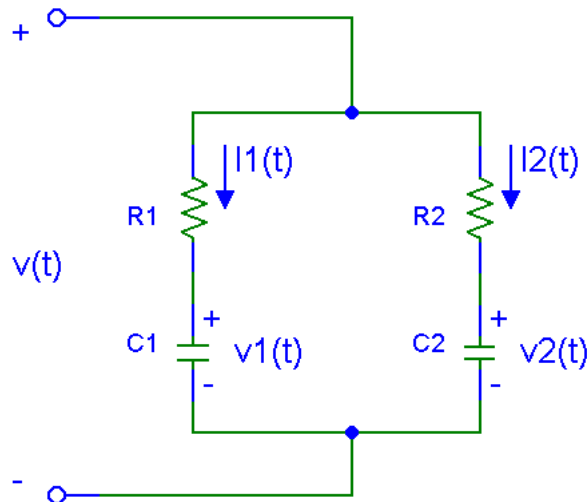 +
I1(t) I2(t)
R1 R2
v(t)
+ +
C1 v1(t) C2 v2(t)
- -
-